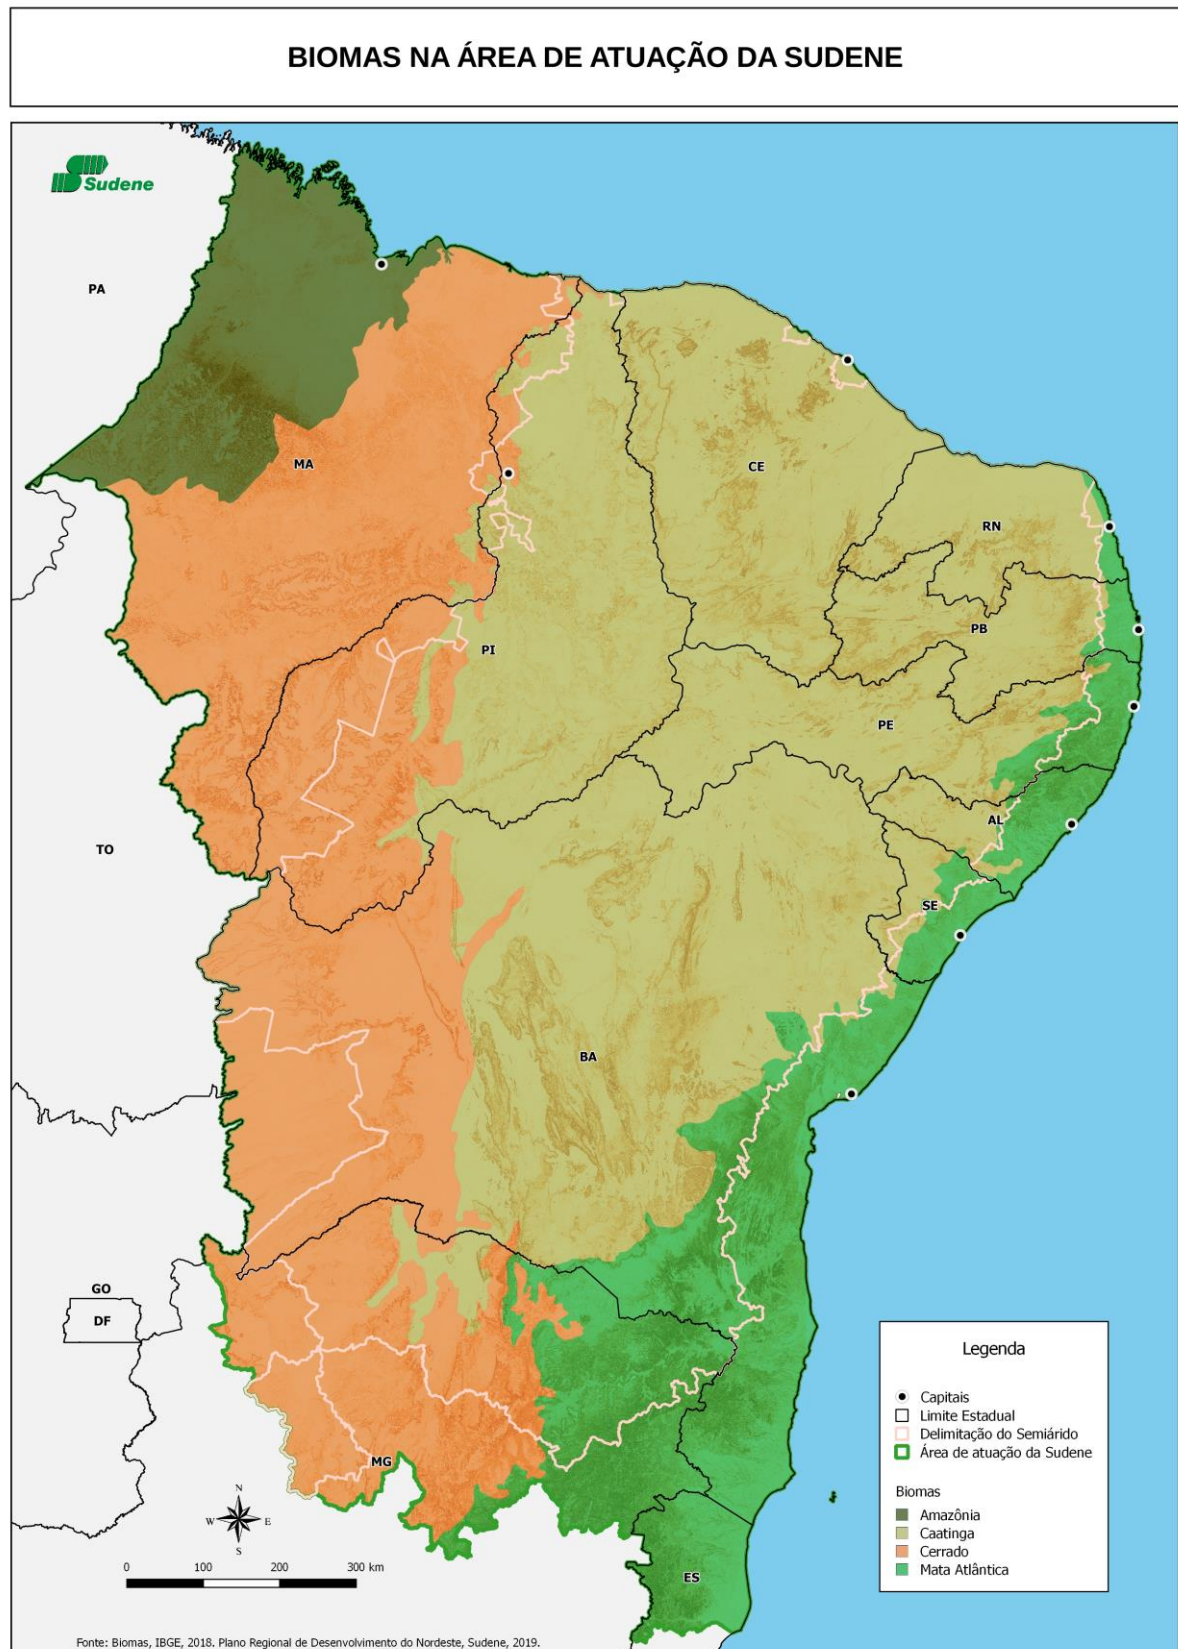 BIOMAS NA ÁREA DE ATUAÇÃO DA SUDENE
Sudene
PA
MA
CE
RN
PB
PI
PE
AL
TO
SE
BA
GO
DF
MG
ES
N
W
E
S
0 100 200 300 km
Legenda
Capitais
Limite Estadual
Delimitação do Semiárido
Área de atuação da Sudene
Biomas
Amazônia
Caatinga
Cerrado
Mata Atlântica
Fonte: Biomas, IBGE, 2018. Plano Regional de Desenvolvimento do Nordeste, Sudene, 2019.